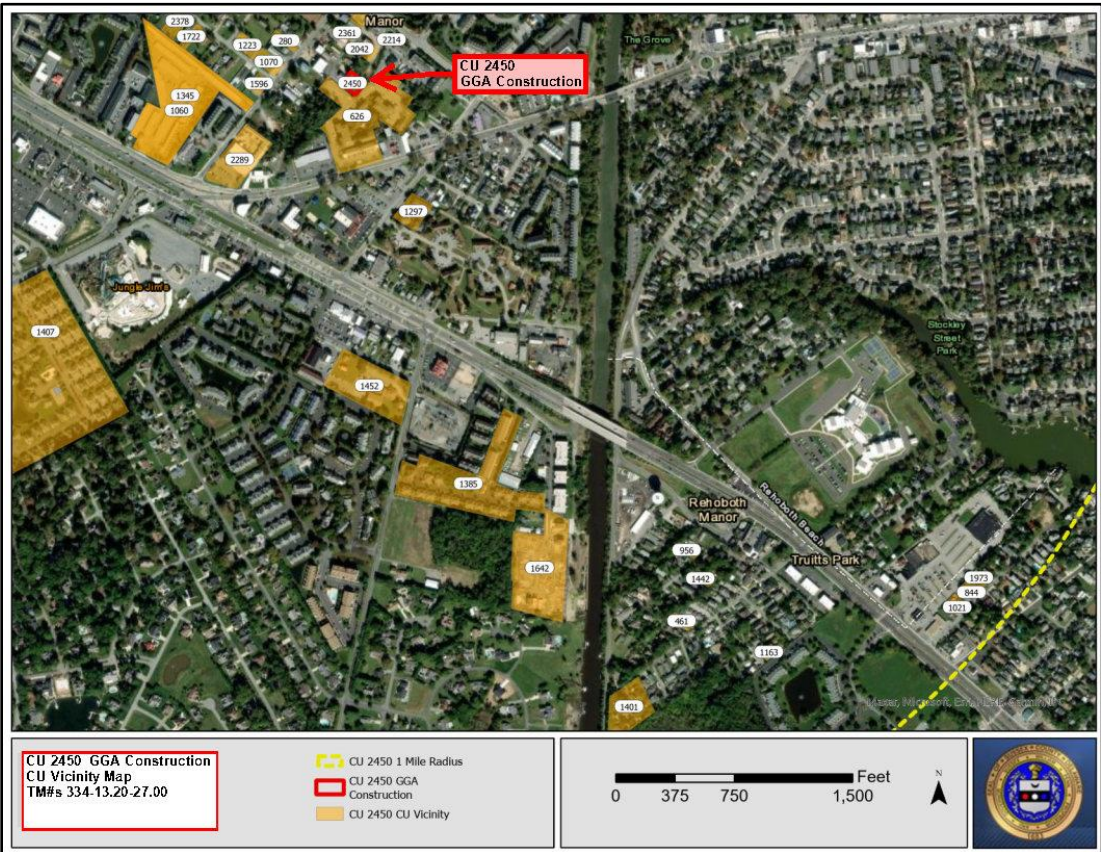 Manor
2378
1722
1223
280
2361
2042
2214
1070
1596
2450
CU 2450
GGA Construction
The Grove
1345
1060
626
2289
1297
Jungle Jim's
1407
Stockley
Street
Park
1452
1385
Rehoboth
Manor
Rehoboth Beach
Truitts Park
956
1642
1442
461
1163
1973
844
1021
1401
CU 2450 GGA Construction
CU Vicinity Map
TM#s 334-13.20-27.00
CU 2450 1 Mile Radius
CU 2450 GGA
Construction
CU 2450 CU Vicinity
Feet
0 375 750 1,500
N